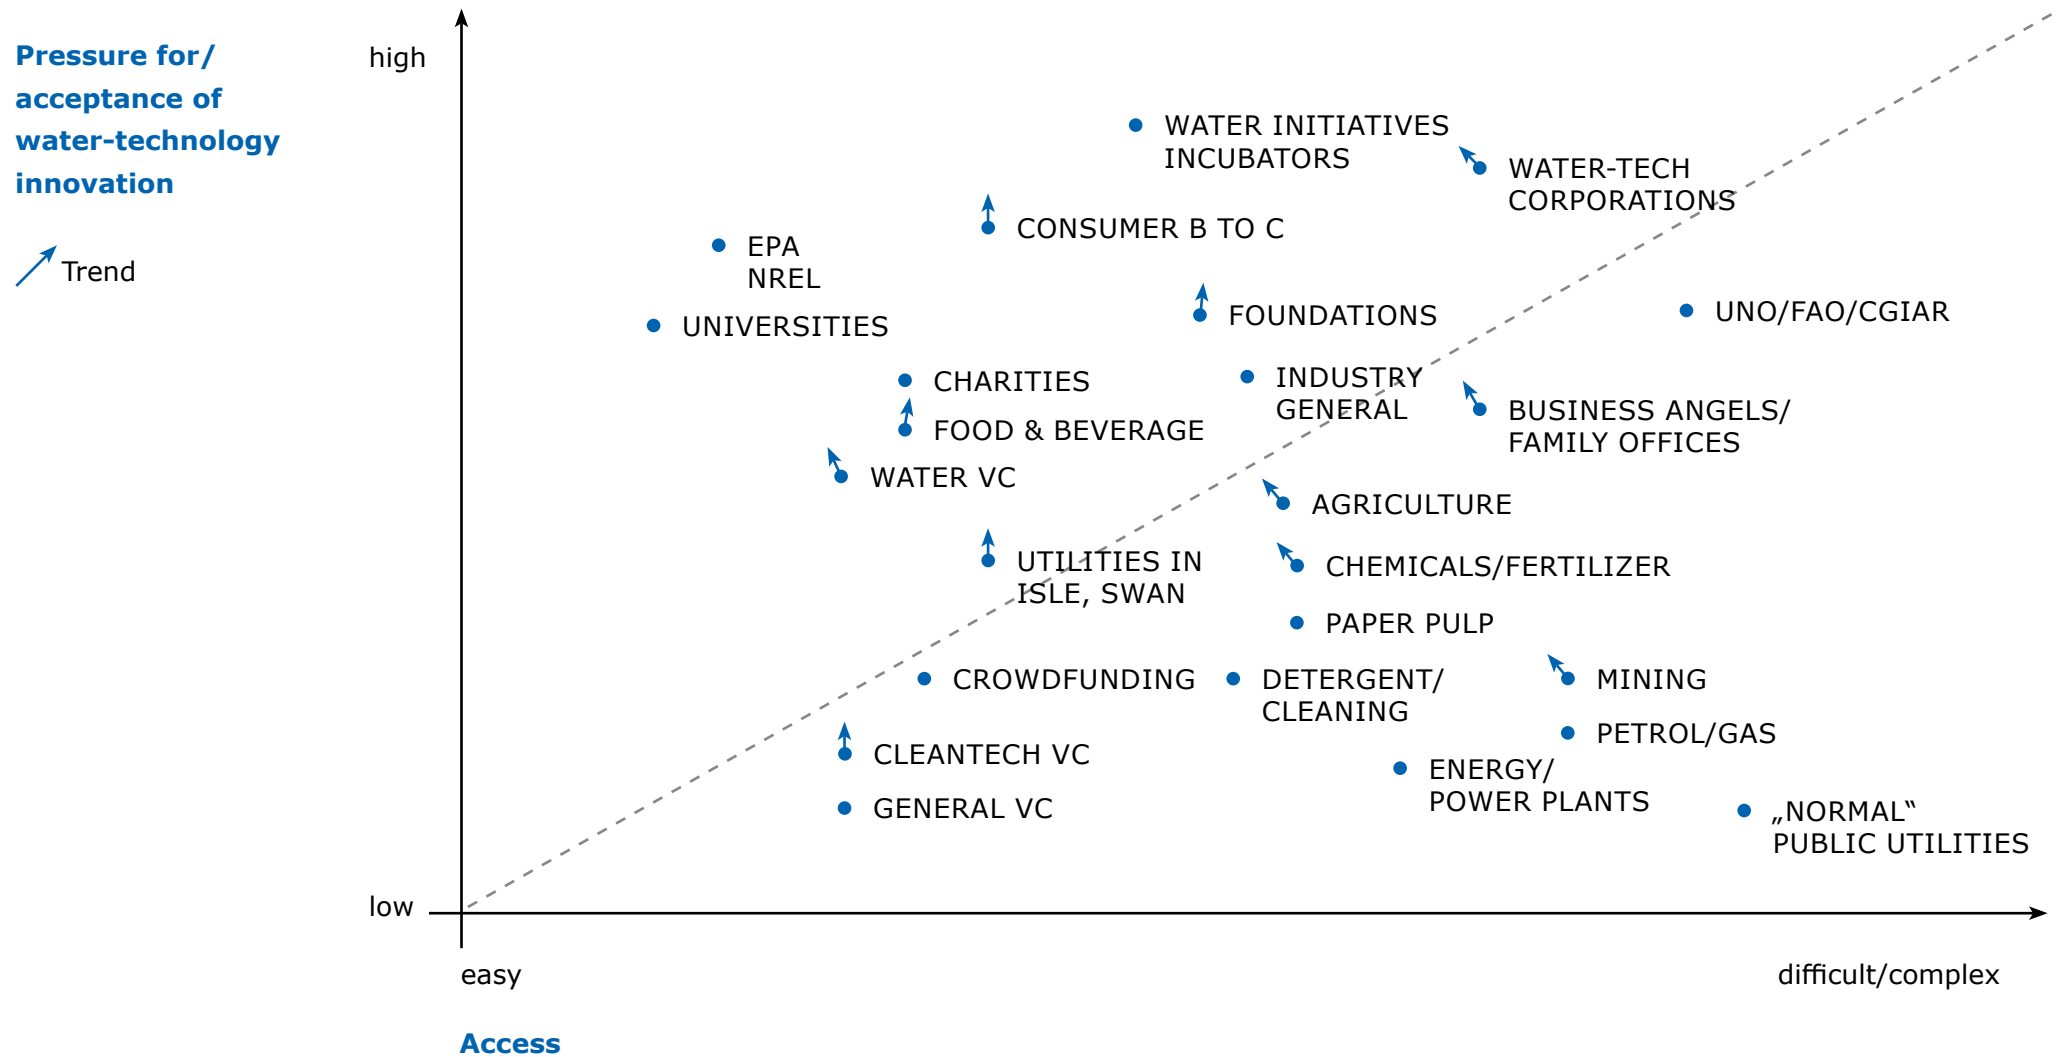 Pressure for/
acceptance of
water-technology
innovation
Trend
high
low
WATER INITIATIVES
INCUBATORS
WATER-TECH
CORPORATIONS
CONSUMER B TO C
EPA
NREL
UNIVERSITIES
FOUNDATIONS
UNO/FAO/CGIAR
CHARITIES
INDUSTRY
GENERAL
FOOD & BEVERAGE
BUSINESS ANGELS/
FAMILY OFFICES
WATER VC
AGRICULTURE
UTILITIES IN
ISLE, SWAN
CHEMICALS/FERTILIZER
PAPER PULP
CROWDFUNDING
DETERGENT/
CLEANING
MINING
PETROL/GAS
CLEANTECH VC
ENERGY/
POWER PLANTS
GENERAL VC
„NORMAL‟
PUBLIC UTILITIES
easy
difficult/complex
Access